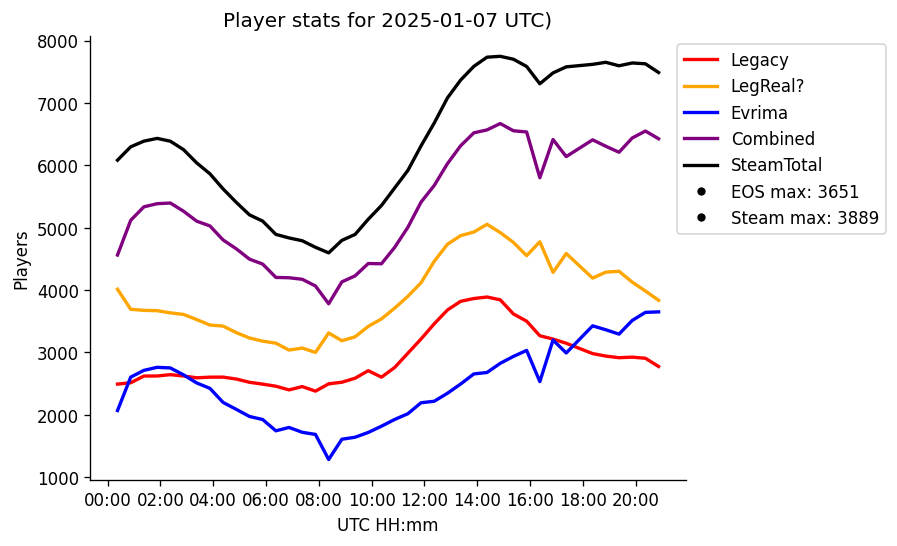 Player stats for 2025-01-07 UTC)
8000
7000
6000
5000
4000
3000
2000
1000
Players
00:00 02:00 04:00 06:00 08:00 10:00 12:00 14:00 16:00 18:00 20:00
UTC HH:mm
Legacy
LegReal?
Evrima
Combined
SteamTotal
EOS max: 3651
Steam max: 3889